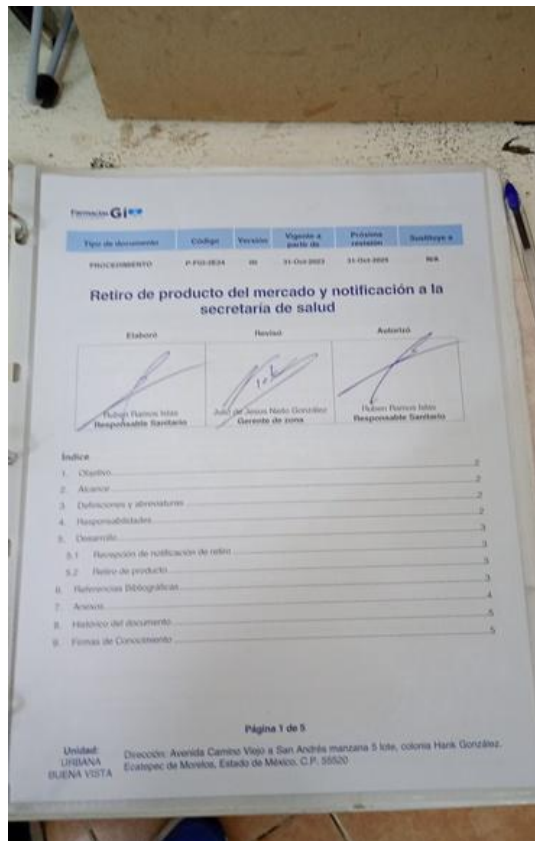 Farmacias Gi
Tipo de documento Código Versión Vigente a partir de Próxima revisión Sustituye a
PROCEDIMIENTO 00 31-Oct-2023 31-Oct-2025 N/A
Retiro de producto del mercado y notificación a la
secretaría de salud
Elaboró Revisó Autorizó
Ruben Ramos Islas José de Jesus Nieto González Ruben Ramos Islas
Responsable Sanitario Gerente de zona Responsable Sanitario
Índice
1. Objetivo 2
2. Alcance 2
3. Definiciones y abreviaturas 2
4. Responsabilidades 2
5. Desarrollo 3
5.1 Recepción de notificación de retiro 3
5.2 Retiro de producto 3
6. Referencias Bibliográficas 3
7. Anexos 4
8. Histórico del documento 5
9. Firmas de Conocimiento 5
Página 1 de 5
Unidad: URBANA BUENA VISTA
Dirección: Avenida Camino Viejo a San Andrés manzana 5 lote, colonia Hank González,
Ecatepec de Morelos, Estado de México, C.P. 55520